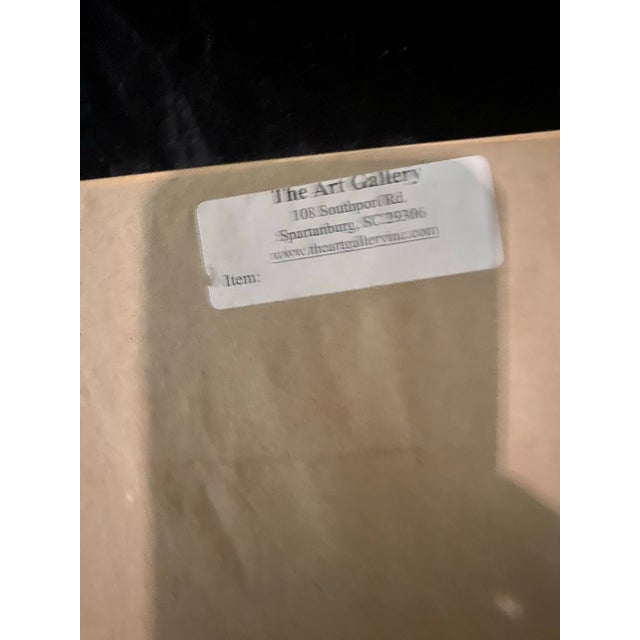 The Art Gallery
108 Southport Rd.
Spartanburg, SC 29306
www.theartgalleryinc.com
Item: